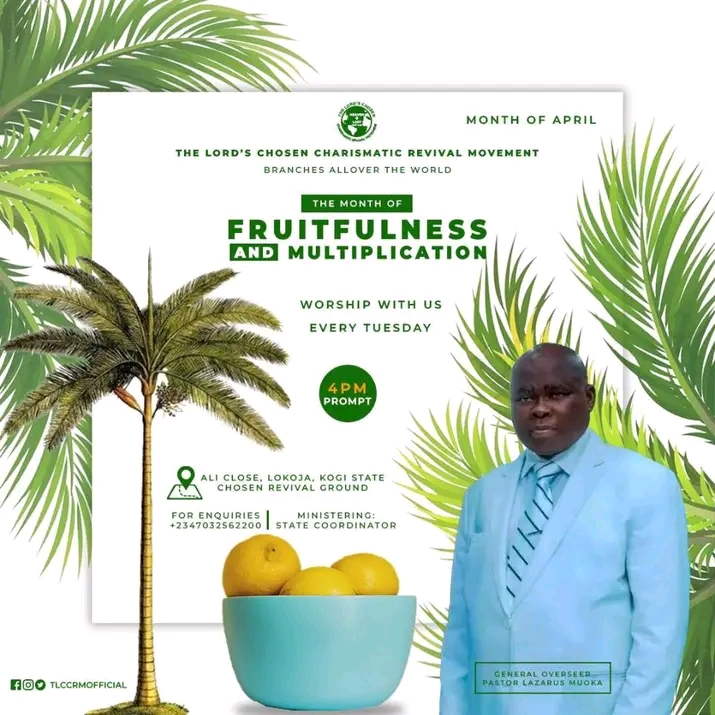 MONTH OF APRIL
THE LORD'S CHOSEN CHARISMATIC REVIVAL MOVEMENT
BRANCHES ALLOVER THE WORLD
THE MONTH OF
FRUITFULNESS
AND MULTIPLICATION
WORSHIP WITH US
EVERY TUESDAY
4PM
PROMPT
ALI CLOSE, LOKOJA, KOGI STATE
CHOSEN REVIVAL GROUND
FOR ENQUIRIES
+2347032562200
MINISTERING:
STATE COORDINATOR
GENERAL OVERSEER
PASTOR LAZARUS MUOKA
TLCCRMOFFICIAL